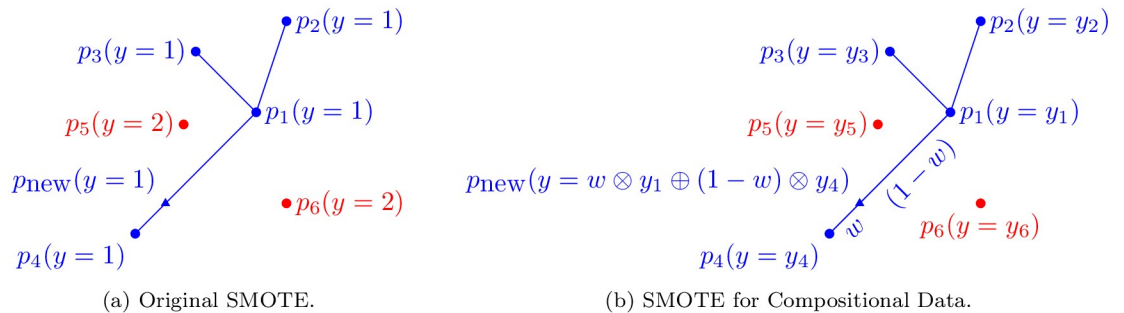 p₂(y = 1)
p₃(y = 1)
p₁(y = 1)
p₅(y = 2)
pnew(y = 1)
p₆(y = 2)
p₄(y = 1)
(a) Original SMOTE.
p₂(y = y₂)
p₃(y = y₃)
p₁(y = y₁)
p₅(y = y₅)
pnew(y = w ⊗ y₁ ⊕ (1 − w) ⊗ y₄)
(1 − w)
w
p₆(y = y₆)
p₄(y = y₄)
(b) SMOTE for Compositional Data.